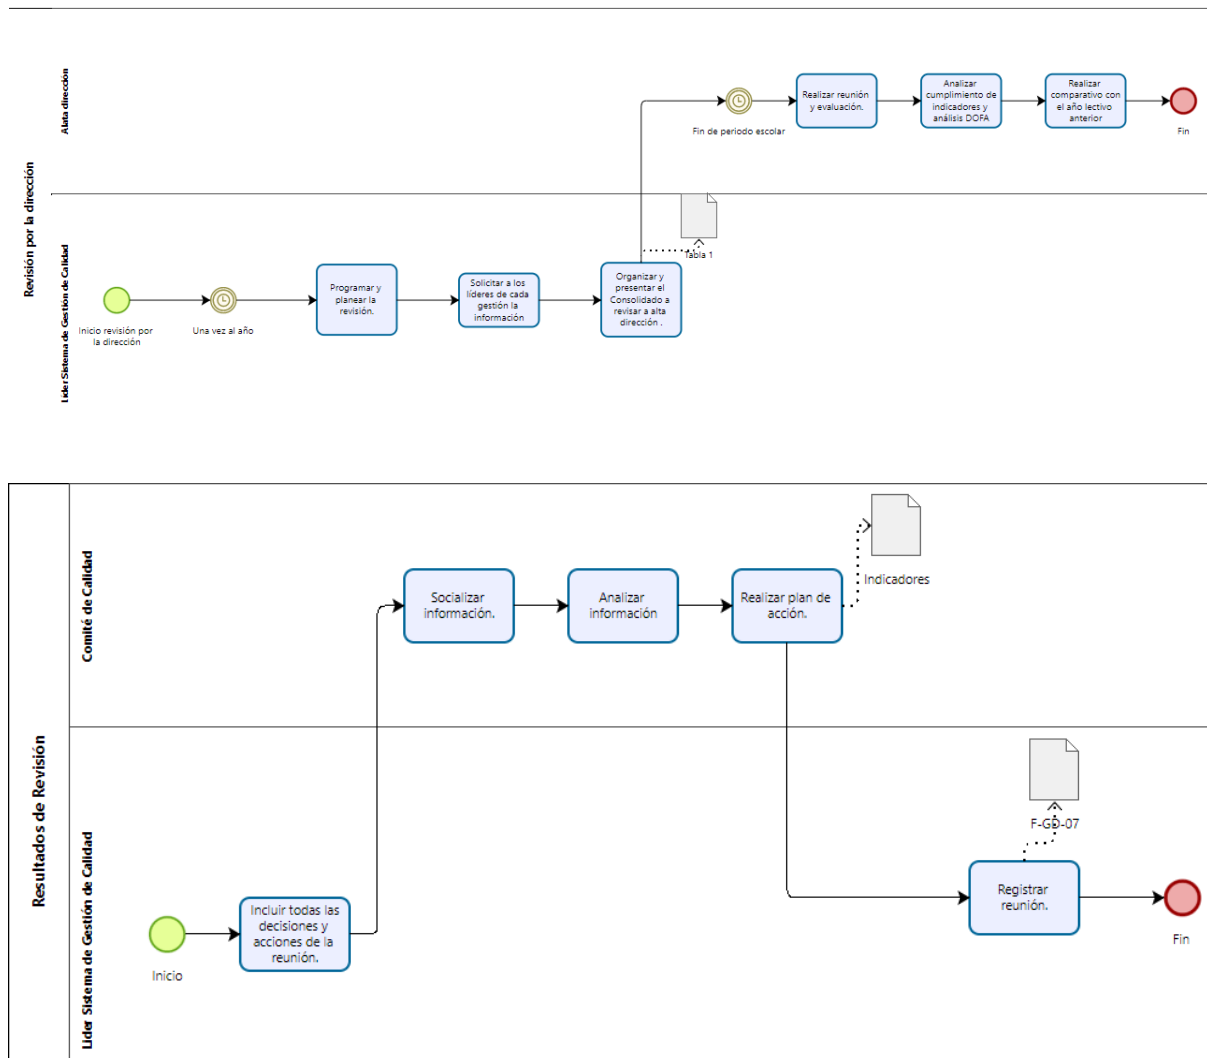 Revisión por la dirección
Alata dirección
Fin de periodo escolar
Realizar reunión
y evaluación.
Analizar
cumplimiento de
indicadores y
análisis DOFA
Realizar
comparativo con
el año lectivo
anterior
Fin
Lider Sistema de Gestión de Calidad
Inicio revisión por
la dirección
Una vez al año
Programar y
planear la
revisión.
Solicitar a los
líderes de cada
gestión la
información
Organizar y
presentar el
Consolidado a
revisar a alta
dirección .
Tabla 1
Resultados de Revisión
Comité de Calidad
Socializar
información.
Analizar
información
Realizar plan de
acción.
Indicadores
Lider Sistema de Gestión de Calidad
Inicio
Incluir todas las
decisiones y
acciones de la
reunión.
F-GD-07
Registrar
reunión.
Fin